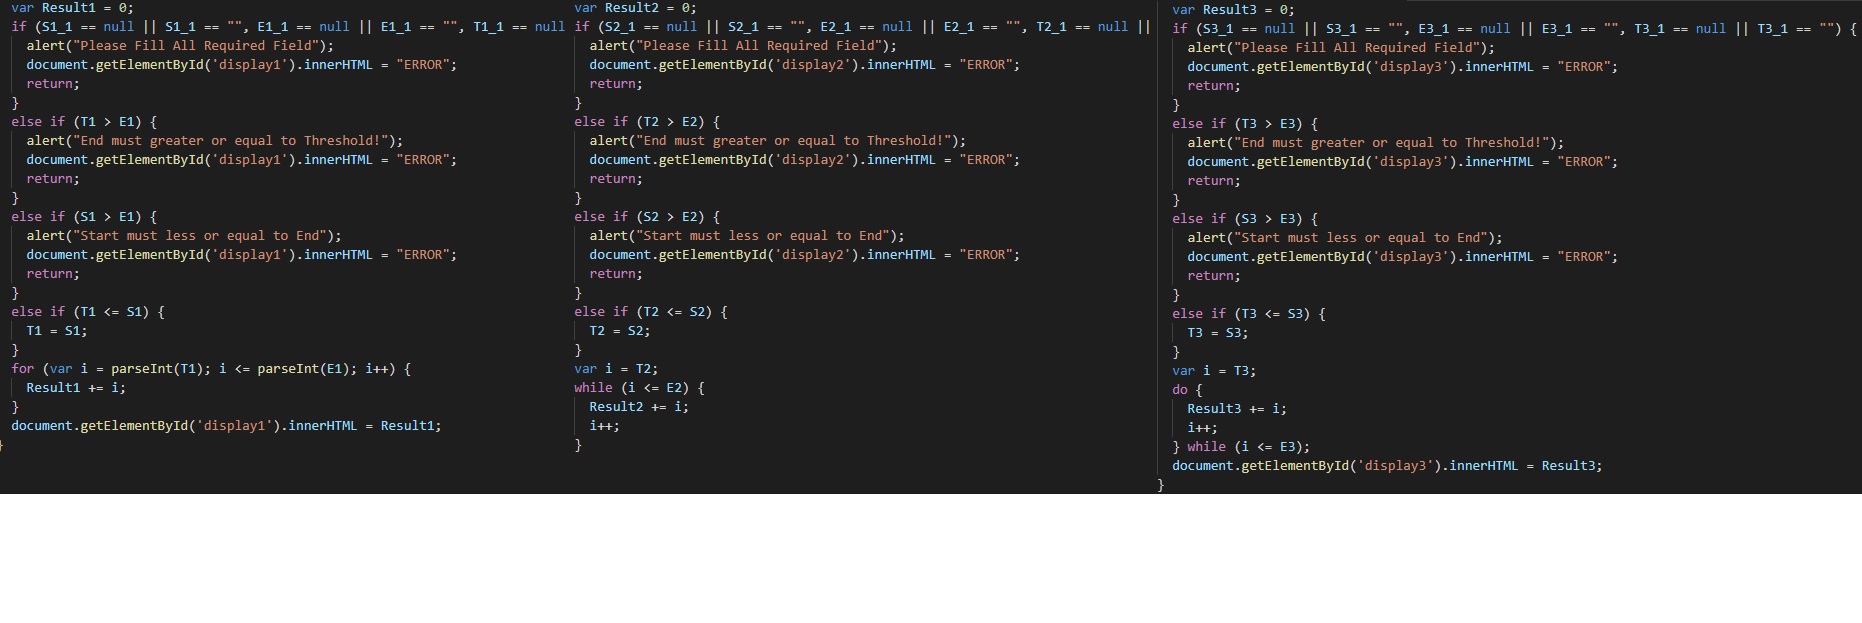 var Result1 = 0;
if (S1_1 == null || S1_1 == "", E1_1 == null || E1_1 == "", T1_1 == null
alert("Please Fill All Required Field");
document.getElementById('display1').innerHTML = "ERROR";
return;
}
else if (T1 > E1) {
alert("End must greater or equal to Threshold!");
document.getElementById('display1').innerHTML = "ERROR";
return;
}
else if (S1 > E1) {
alert("Start must less or equal to End");
document.getElementById('display1').innerHTML = "ERROR";
return;
}
else if (T1 <= S1) {
T1 = S1;
}
for (var i = parseInt(T1); i <= parseInt(E1); i++) {
Result1 += i;
}
document.getElementById('display1').innerHTML = Result1;
}
var Result2 = 0;
if (S2_1 == null || S2_1 == "", E2_1 == null || E2_1 == "", T2_1 == null ||
alert("Please Fill All Required Field");
document.getElementById('display2').innerHTML = "ERROR";
return;
}
else if (T2 > E2) {
alert("End must greater or equal to Threshold!");
document.getElementById('display2').innerHTML = "ERROR";
return;
}
else if (S2 > E2) {
alert("Start must less or equal to End");
document.getElementById('display2').innerHTML = "ERROR";
return;
}
else if (T2 <= S2) {
T2 = S2;
}
var i = T2;
while (i <= E2) {
Result2 += i;
i++;
}
var Result3 = 0;
if (S3_1 == null || S3_1 == "", E3_1 == null || E3_1 == "", T3_1 == null || T3_1 == "") {
alert("Please Fill All Required Field");
document.getElementById('display3').innerHTML = "ERROR";
return;
}
else if (T3 > E3) {
alert("End must greater or equal to Threshold!");
document.getElementById('display3').innerHTML = "ERROR";
return;
}
else if (S3 > E3) {
alert("Start must less or equal to End");
document.getElementById('display3').innerHTML = "ERROR";
return;
}
else if (T3 <= S3) {
T3 = S3;
}
var i = T3;
do {
Result3 += i;
i++;
} while (i <= E3);
document.getElementById('display3').innerHTML = Result3;
}